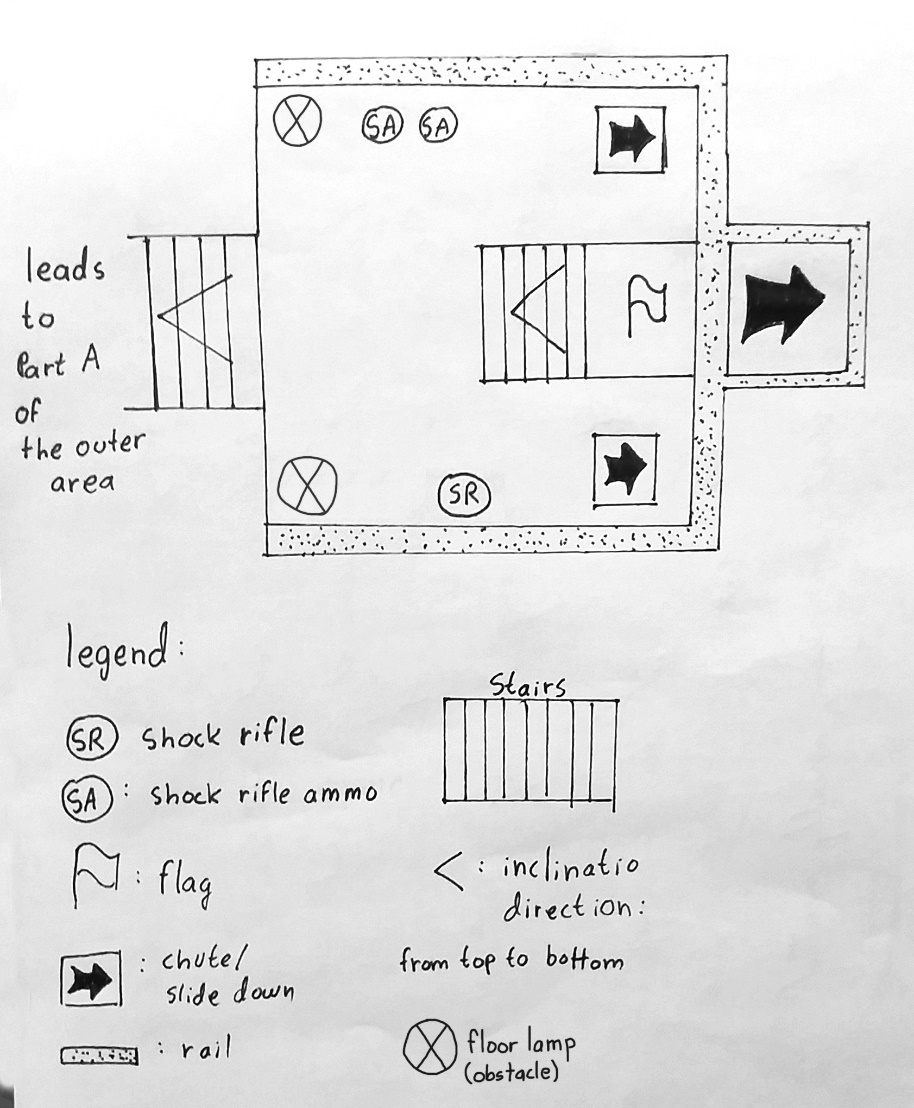 SA SA
leads
to
Part A
of
the outer
area
SR
legend:
SR shock rifle
SA : shock rifle ammo
: flag
: chute/
slide down
: rail
Stairs
< : inclinatio
direction:
from top to bottom
floor lamp
(obstacle)